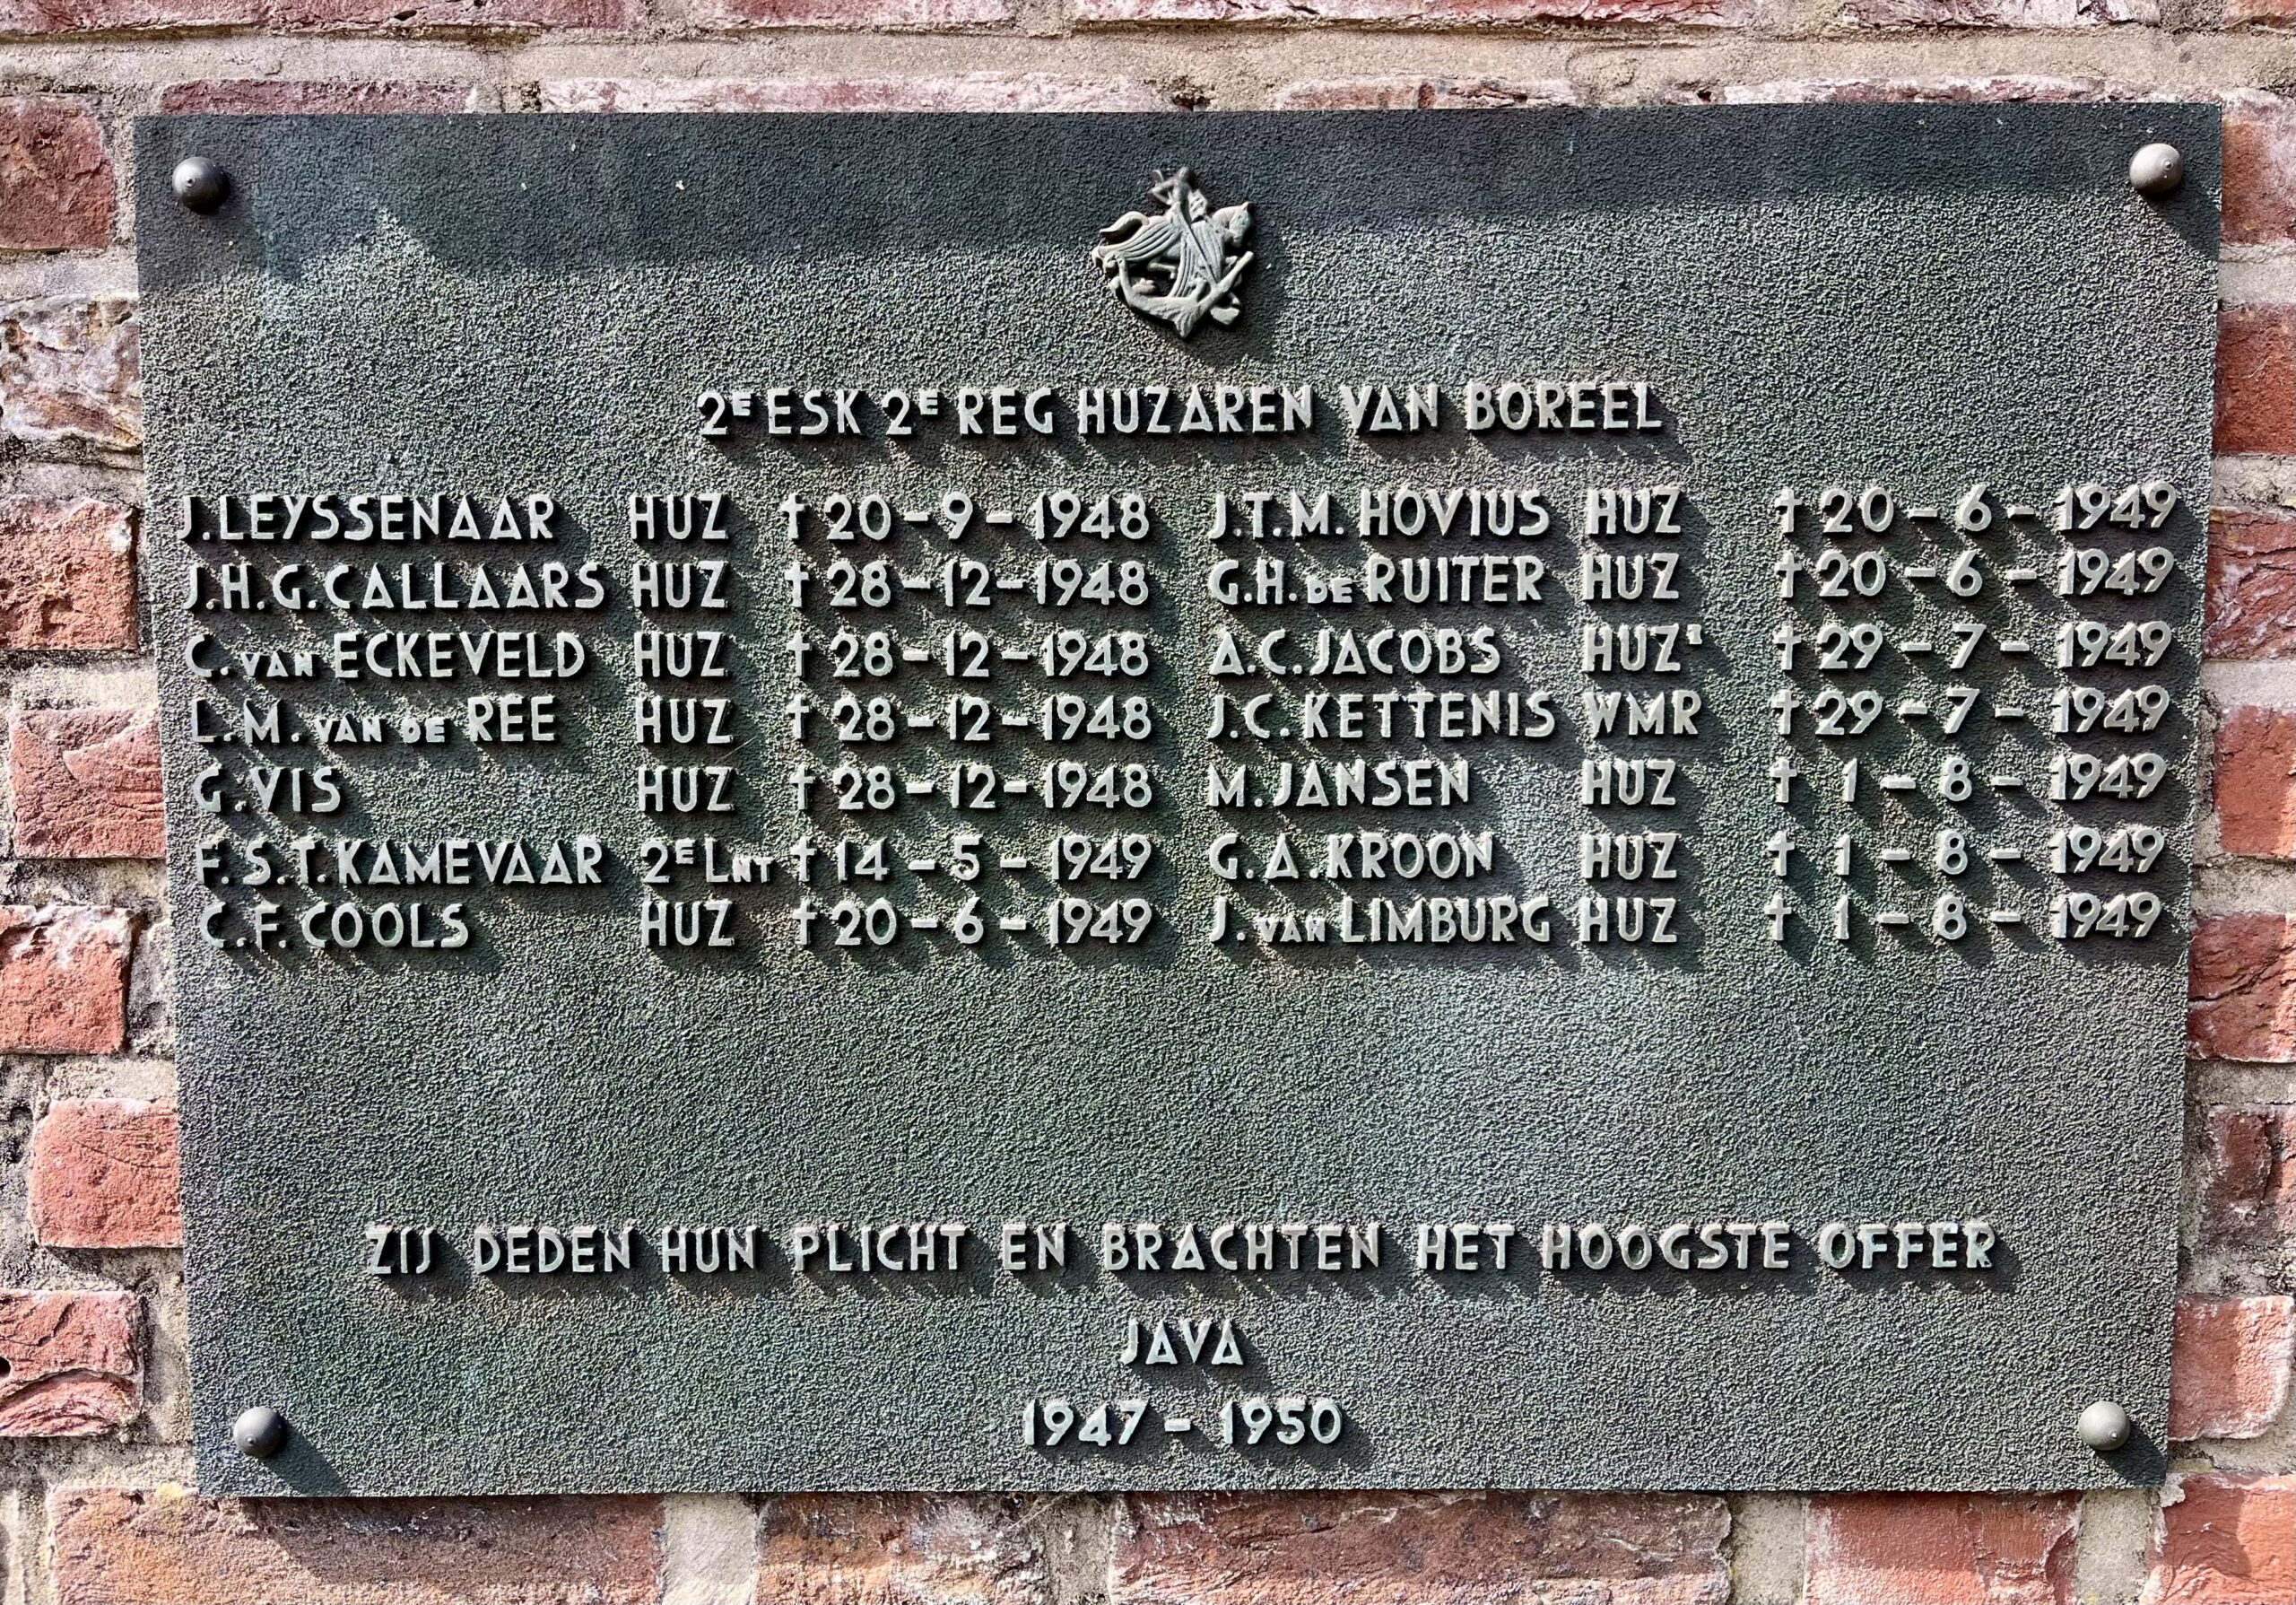 2E ESK 2E REG HUZAREN VAN BOREEL
J. LEYSSENAAR HUZ † 20-9-1948 J.T.M. HOVIUS HUZ † 20-6-1949
J.H.G. CALLAARS HUZ † 28-12-1948 G.H. DE RUITER HUZ † 20-6-1949
C. VAN ECKEVELD HUZ † 28-12-1948 A.C. JACOBS HUZ1 † 29-7-1949
L.M. VAN DE REE HUZ † 28-12-1948 J.C. KETTENIS WMR † 29-7-1949
G. VIS HUZ † 28-12-1948 M. JANSEN HUZ † 1-8-1949
F.S.T. KAMEVAAR 2E LNT † 14-5-1949 G.A. KROON HUZ † 1-8-1949
C.F. COOLS HUZ † 20-6-1949 J. VAN LIMBURG HUZ † 1-8-1949
ZIJ DEDEN HUN PLICHT EN BRACHTEN HET HOOGSTE OFFER
JAVA
1947-1950